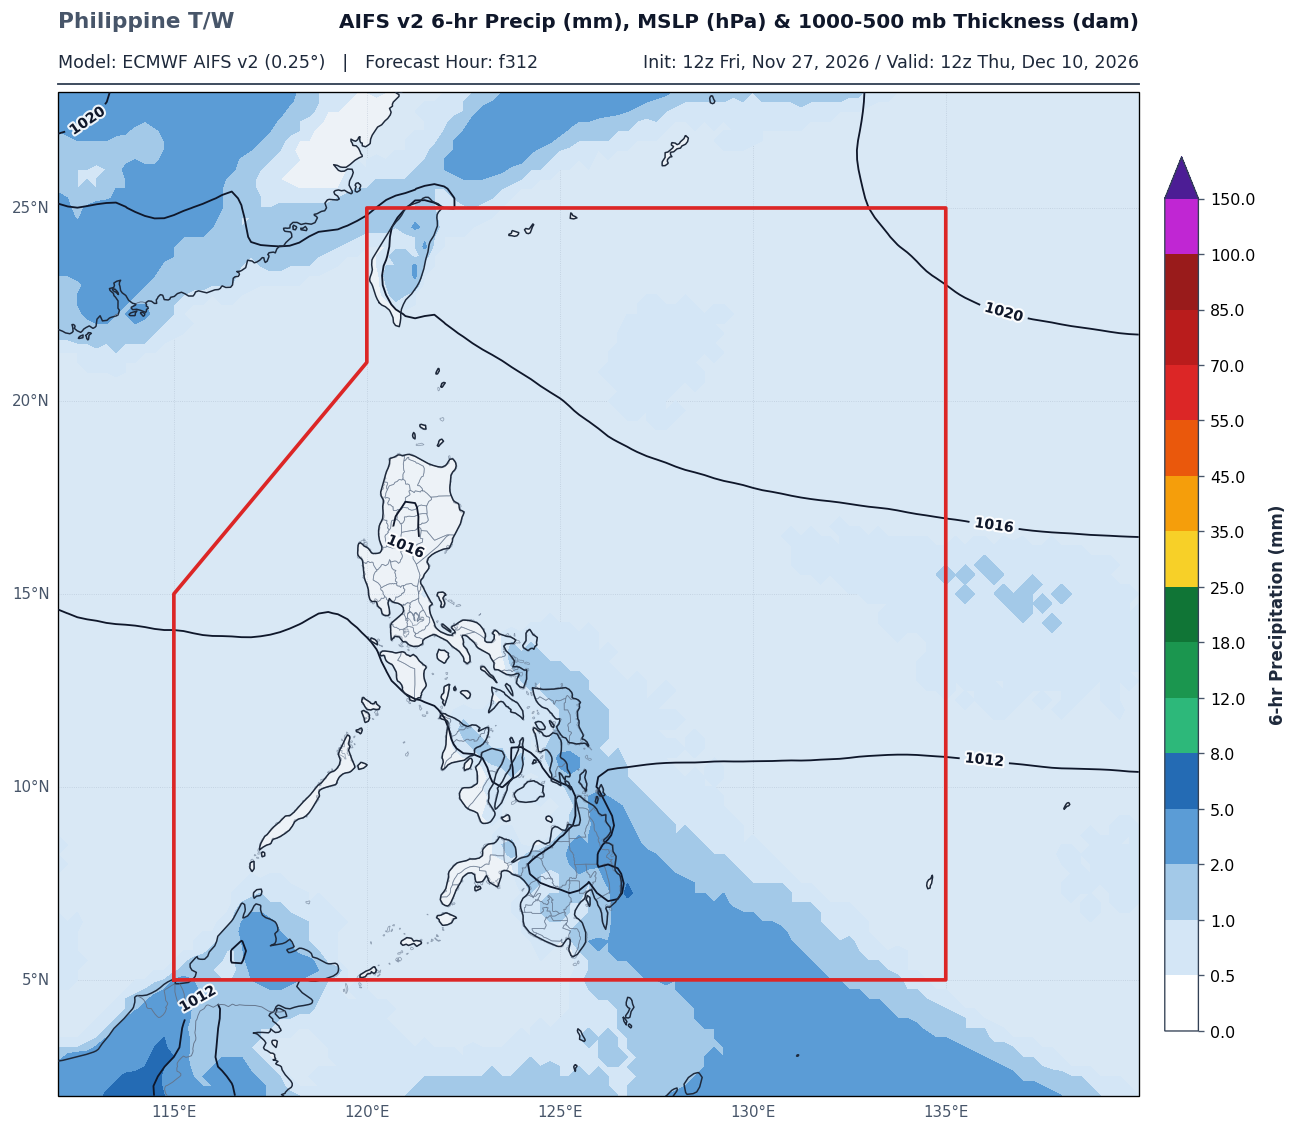 Philippine T/W
AIFS v2 6-hr Precip (mm), MSLP (hPa) & 1000-500 mb Thickness (dam)
Model: ECMWF AIFS v2 (0.25°) | Forecast Hour: f312
Init: 12z Fri, Nov 27, 2026 / Valid: 12z Thu, Dec 10, 2026
1020
1020
1016
1016
1012
1012
25°N
20°N
15°N
10°N
5°N
115°E
120°E
125°E
130°E
135°E
150.0
100.0
85.0
70.0
55.0
45.0
35.0
25.0
18.0
12.0
8.0
5.0
2.0
1.0
0.5
0.0
6-hr Precipitation (mm)